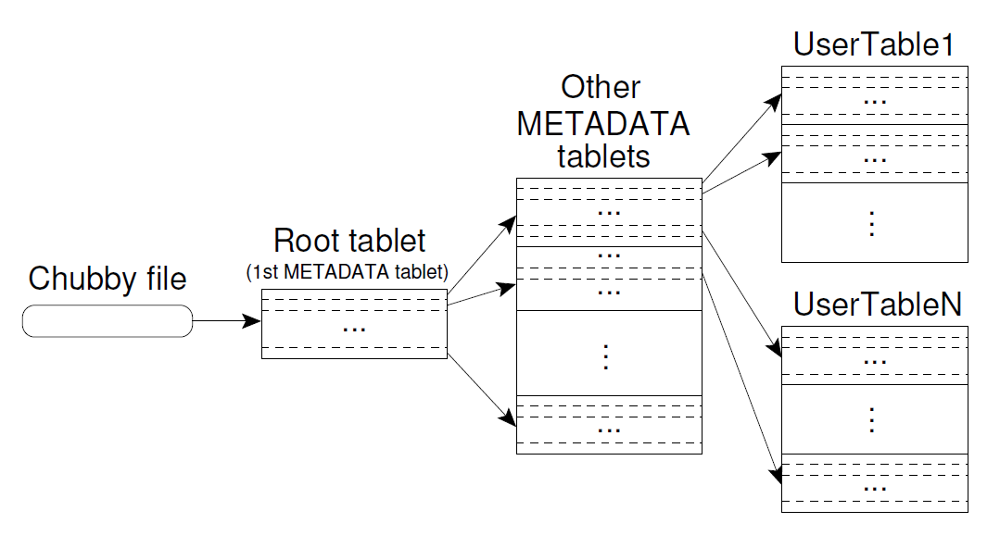 Chubby file
Root tablet
(1st METADATA tablet)
...
Other
METADATA
tablets
...
...
...
...
...
UserTable1
...
...
...
UserTableN
...
...
...